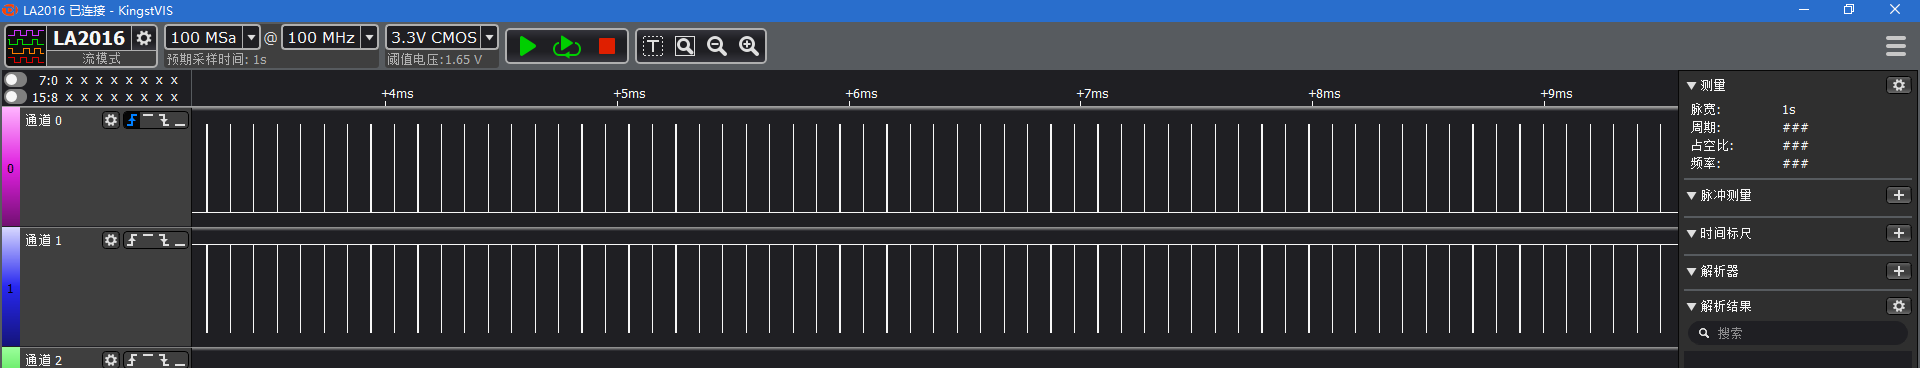 LA2016 已连接 - KingstVIS
LA2016 100 MSa @ 100 MHz 3.3V CMOS T
流模式 预期采样时间: 1s 阈值电压:1.65 V
7:0 x x x x x x x x
15:8 x x x x x x x x
+4ms +5ms +6ms +7ms +8ms +9ms
通道 0
0
通道 1
1
通道 2
测量
脉宽: 1s
周期: ###
占空比: ###
频率: ###
脉冲测量
时间标尺
解析器
解析结果
搜索